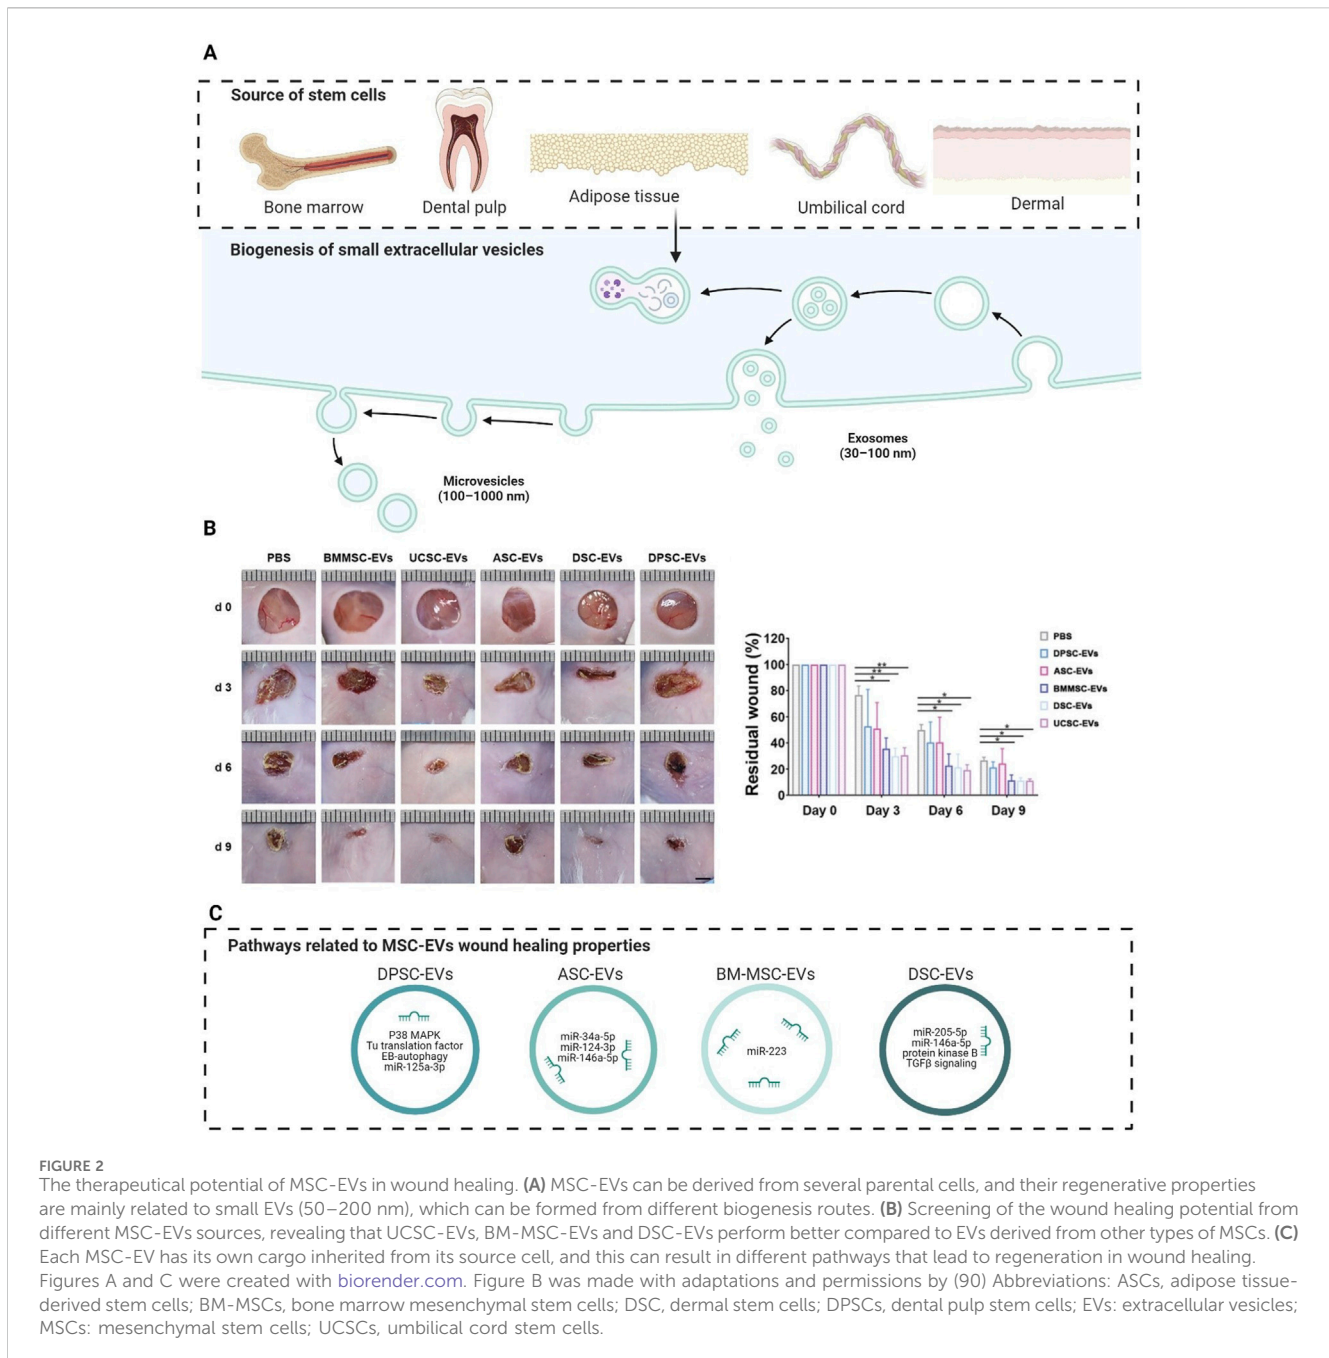 A
Source of stem cells
Bone marrow
Dental pulp
Adipose tissue
Umbilical cord
Dermal
Biogenesis of small extracellular vesicles
Exosomes
(30–100 nm)
Microvesicles
(100–1000 nm)
B
PBS BMMSC-EVs UCSC-EVs ASC-EVs DSC-EVs DPSC-EVs
d 0
d 3
d 6
d 9
Residual wound (%)
120
100
80
60
40
20
0
Day 0 Day 3 Day 6 Day 9
**
**
*
*
*
*
*
*
*
PBS
DPSC-EVs
ASC-EVs
BMMSC-EVs
DSC-EVs
UCSC-EVs
C
Pathways related to MSC-EVs wound healing properties
DPSC-EVs
P38 MAPK
Tu translation factor
EB-autophagy
miR-125a-3p
ASC-EVs
miR-34a-5p
miR-124-3p
miR-146a-5p
BM-MSC-EVs
miR-223
DSC-EVs
miR-205-5p
miR-146a-5p
protein kinase B
TGFβ signaling
FIGURE 2
The therapeutical potential of MSC-EVs in wound healing. (A) MSC-EVs can be derived from several parental cells, and their regenerative properties
are mainly related to small EVs (50–200 nm), which can be formed from different biogenesis routes. (B) Screening of the wound healing potential from
different MSC-EVs sources, revealing that UCSC-EVs, BM-MSC-EVs and DSC-EVs perform better compared to EVs derived from other types of MSCs. (C)
Each MSC-EV has its own cargo inherited from its source cell, and this can result in different pathways that lead to regeneration in wound healing.
Figures A and C were created with biorender.com. Figure B was made with adaptations and permissions by (90) Abbreviations: ASCs, adipose tissue-
derived stem cells; BM-MSCs, bone marrow mesenchymal stem cells; DSC, dermal stem cells; DPSCs, dental pulp stem cells; EVs: extracellular vesicles;
MSCs: mesenchymal stem cells; UCSCs, umbilical cord stem cells.